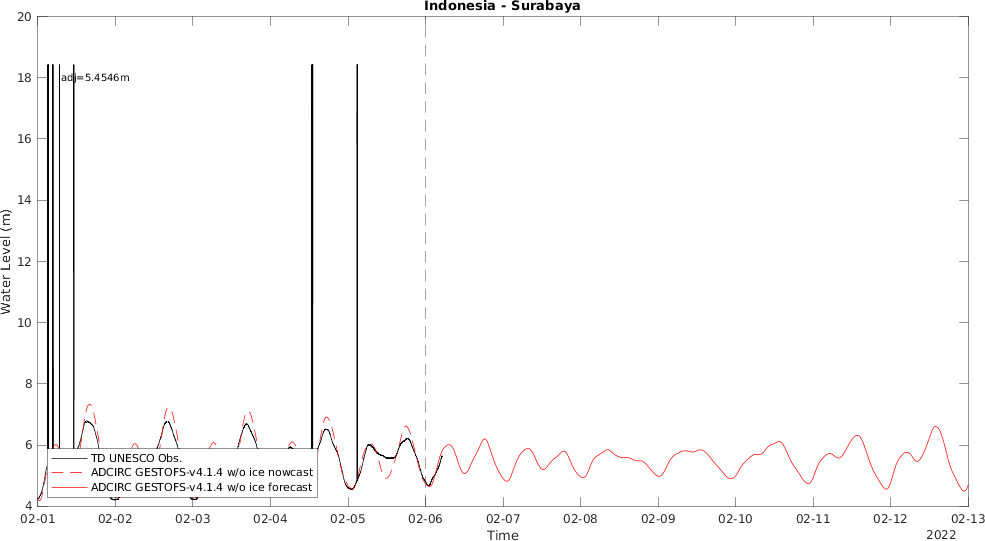 Indonesia - Surabaya
20
18
16
14
12
10
8
6
4
Water Level (m)
adj=5.4546m
TD UNESCO Obs.
ADCIRC GESTOFS-v4.1.4 w/o ice nowcast
ADCIRC GESTOFS-v4.1.4 w/o ice forecast
02-01 02-02 02-03 02-04 02-05 02-06 02-07 02-08 02-09 02-10 02-11 02-12 02-13
Time
2022